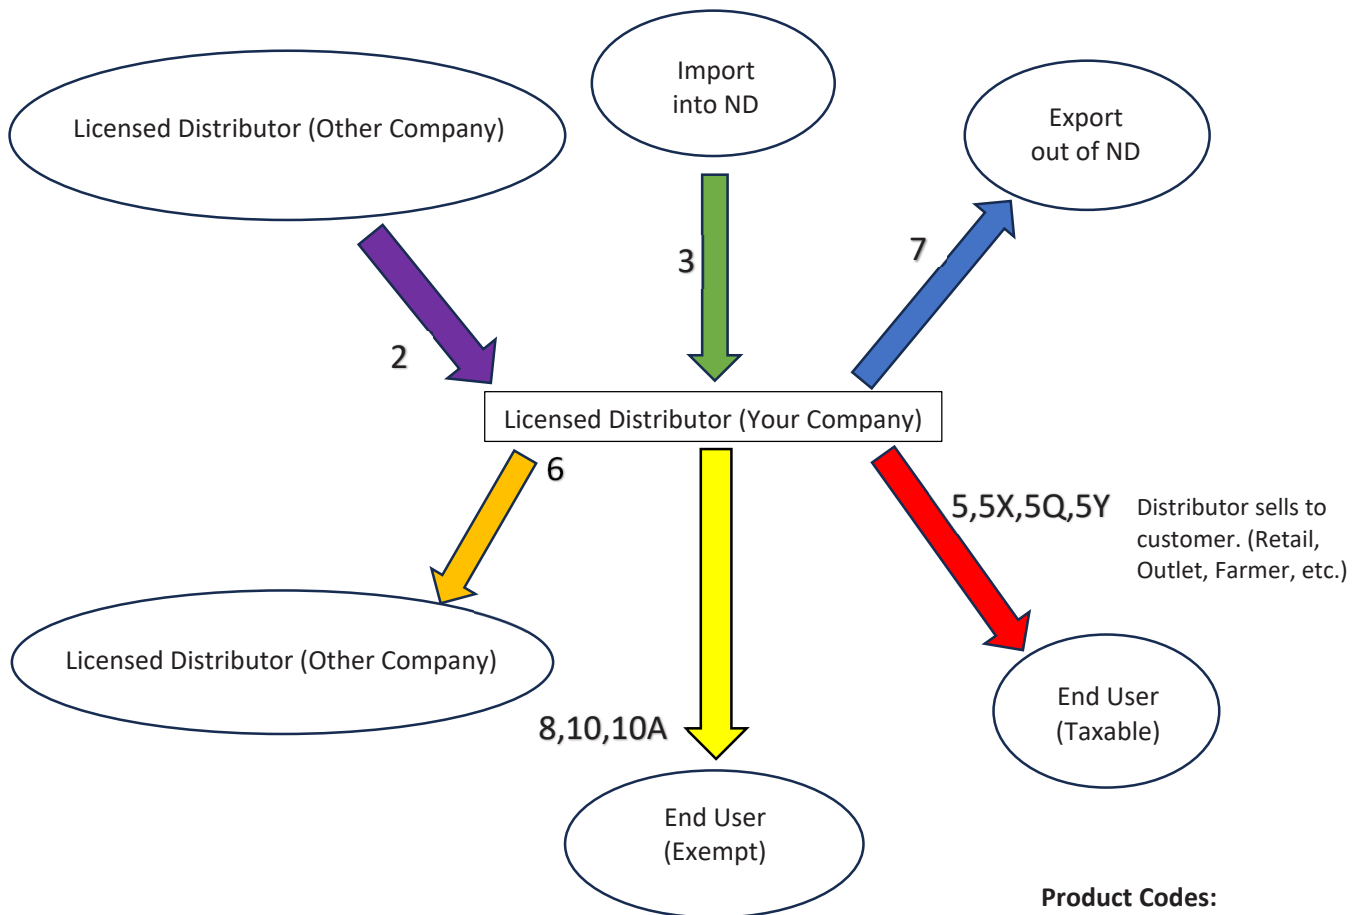 Licensed Distributor (Other Company)
Import
into ND
Export
out of ND
2
3
7
Licensed Distributor (Your Company)
6
5,5X,5Q,5Y
Distributor sells to
customer. (Retail,
Outlet, Farmer, etc.)
Licensed Distributor (Other Company)
8,10,10A
End User
(Taxable)
End User
(Exempt)
Product Codes: